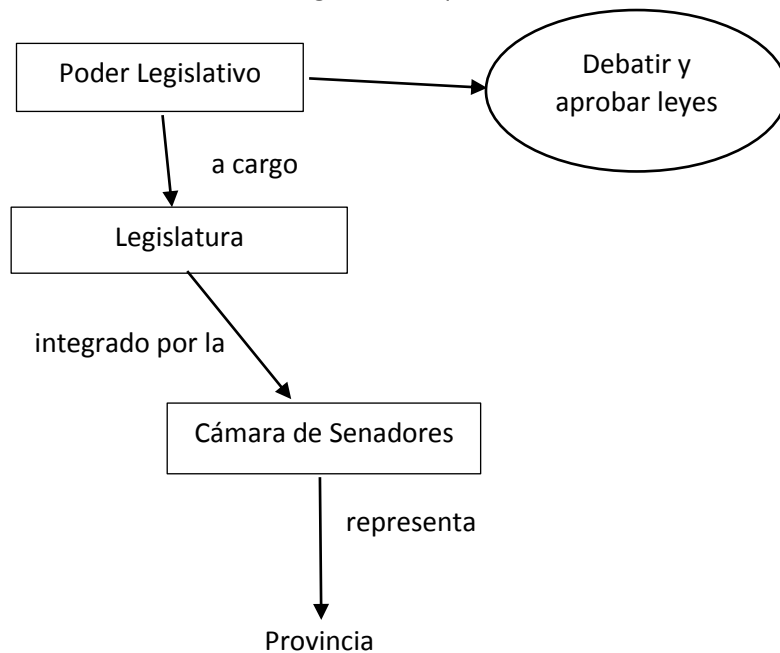 Poder Legislativo
Debatir y
aprobar leyes
a cargo
Legislatura
integrado por la
Cámara de Senadores
representa
Provincia